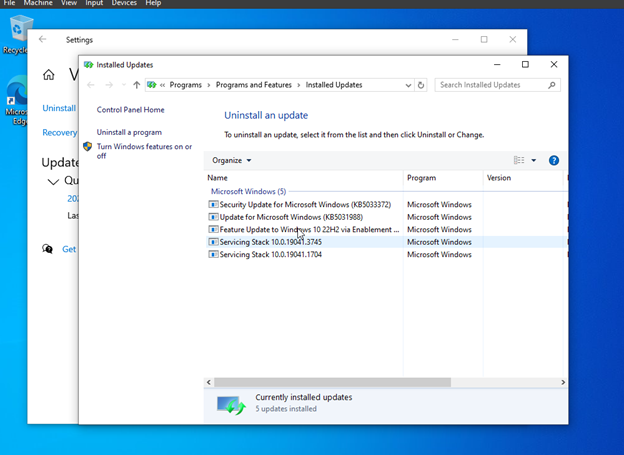 File Machine View Input Devices Help
Recycle
Settings
Installed Updates
« Programs > Programs and Features > Installed Updates
Search Installed Updates
Micros
Edg
V
Uninstall
Recovery
Update
Qu
202
Las
Get
Control Panel Home
Uninstall a program
Turn Windows features on or
off
Uninstall an update
To uninstall an update, select it from the list and then click Uninstall or Change.
Organize
Name Program Version
Microsoft Windows (5)
Security Update for Microsoft Windows (KB5033372) Microsoft Windows
Update for Microsoft Windows (KB5031988) Microsoft Windows
Feature Update to Windows 10 22H2 via Enablement ... Microsoft Windows
Servicing Stack 10.0.19041.3745 Microsoft Windows
Servicing Stack 10.0.19041.1704 Microsoft Windows
Currently installed updates
5 updates installed